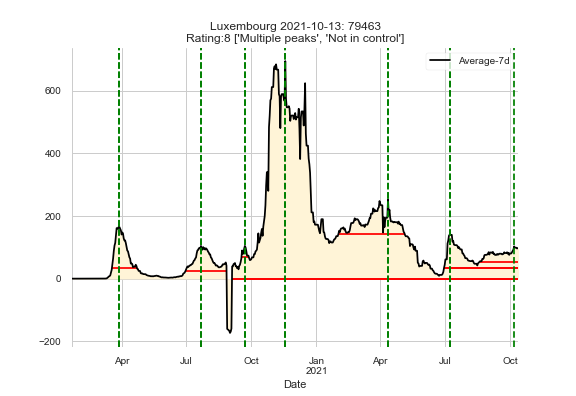 Luxembourg 2021-10-13: 79463
Rating:8 ['Multiple peaks', 'Not in control']
Average-7d
600
400
200
0
−200
Apr
Jul
Oct
Jan
2021
Apr
Jul
Oct
Date